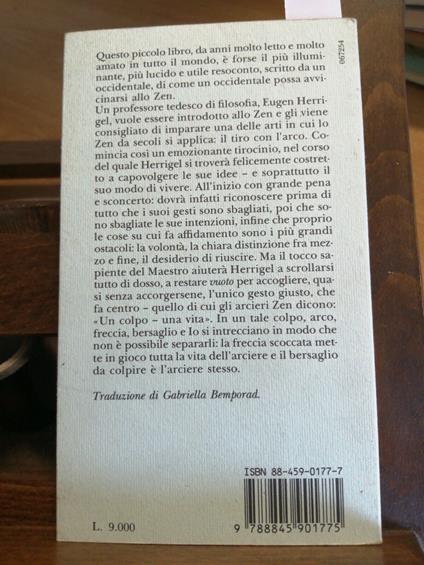 Questo piccolo libro, da anni molto letto e molto
amato in tutto il mondo, è forse il più illumi-
nante, più lucido e utile resoconto, scritto da un
occidentale, di come un occidentale possa avvi-
cinarsi allo Zen.
Un professore tedesco di filosofia, Eugen Herri-
gel, vuole essere introdotto allo Zen e gli viene
consigliato di imparare una delle arti in cui lo
Zen da secoli si applica: il tiro con l'arco. Co-
mincia così un emozionante tirocinio, nel corso
del quale Herrigel si troverà felicemente costret-
to a capovolgere le sue idee – e soprattutto il
suo modo di vivere. All'inizio con grande pena
e sconcerto: dovrà infatti riconoscere prima di
tutto che i suoi gesti sono sbagliati, poi che so-
no sbagliate le sue intenzioni, infine che proprio
le cose su cui fa affidamento sono i più grandi
ostacoli: la volontà, la chiara distinzione fra mez-
zo e fine, il desiderio di riuscire. Ma il tocco sa-
piente del Maestro aiuterà Herrigel a scrollarsi
tutto di dosso, a restare vuoto per accogliere, qua-
si senza accorgersene, l'unico gesto giusto, che
fa centro – quello di cui gli arcieri Zen dicono:
«Un colpo – una vita». In un tale colpo, arco,
freccia, bersaglio e Io si intrecciano in modo che
non è possibile separarli: la freccia scoccata met-
te in gioco tutta la vita dell'arciere e il bersaglio
da colpire è l'arciere stesso.
Traduzione di Gabriella Bemporad.
067254
ISBN 88-459-0177-7
L. 9.000
9 788845 901775